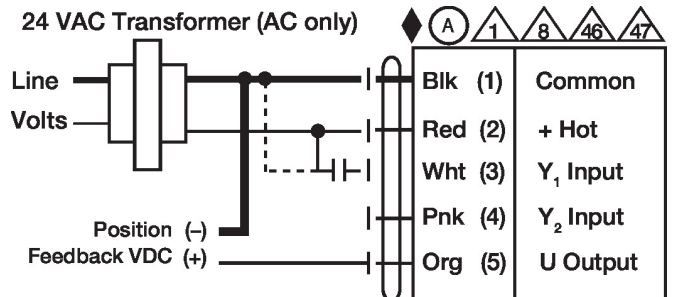 24 VAC Transformer (AC only)
A 1 8 46 47
Line
Volts
Blk (1) Common
Red (2) + Hot
Wht (3) Y1 Input
Pnk (4) Y2 Input
Position (–)
Feedback VDC (+)
Org (5) U Output